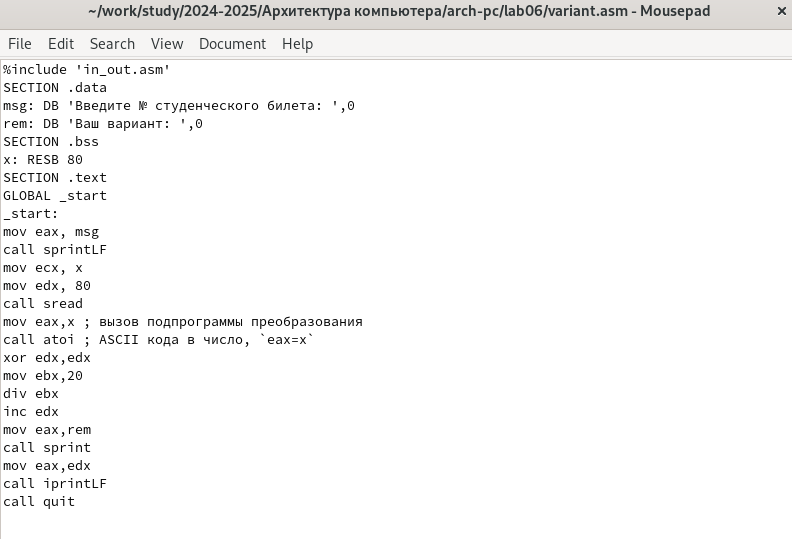 ~/work/study/2024-2025/Архитектура компьютера/arch-pc/lab06/variant.asm - Mousepad
File Edit Search View Document Help
%include 'in_out.asm'
SECTION .data
msg: DB 'Введите № студенческого билета: ',0
rem: DB 'Ваш вариант: ',0
SECTION .bss
x: RESB 80
SECTION .text
GLOBAL _start
_start:
mov eax, msg
call sprintLF
mov ecx, x
mov edx, 80
call sread
mov eax,x ; вызов подпрограммы преобразования
call atoi ; ASCII кода в число, `eax=x`
xor edx,edx
mov ebx,20
div ebx
inc edx
mov eax,rem
call sprint
mov eax,edx
call iprintLF
call quit